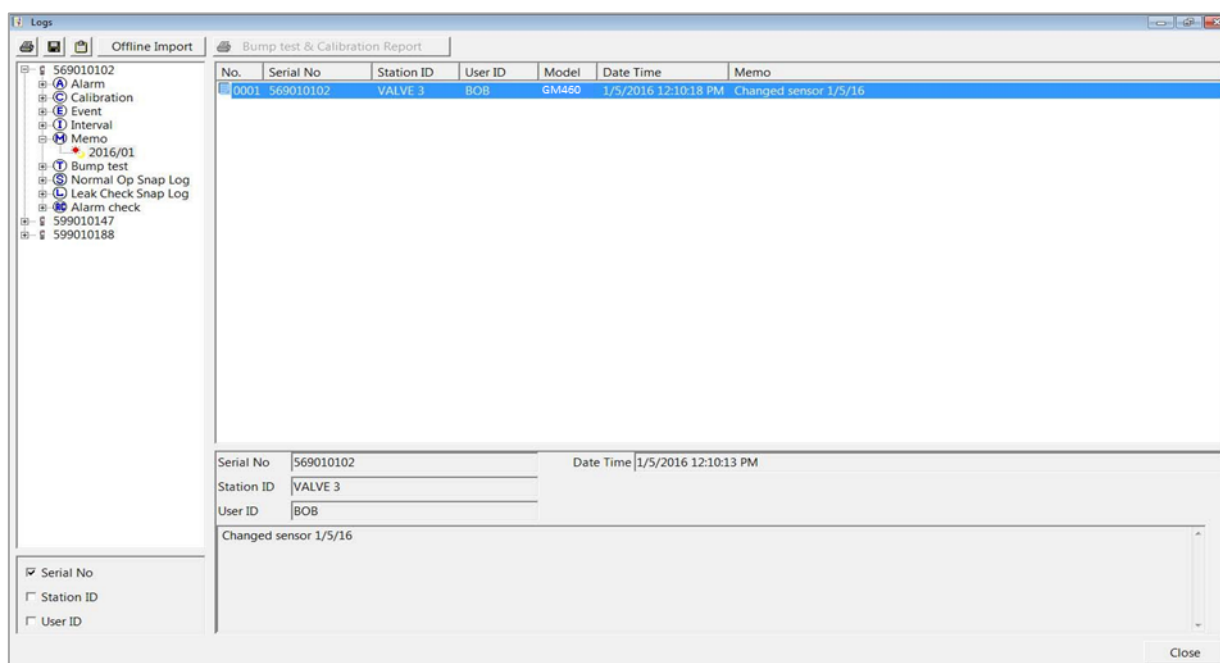 Logs
Offline Import Bump test & Calibration Report
569010102
A Alarm
C Calibration
E Event
I Interval
M Memo
2016/01
T Bump test
S Normal Op Snap Log
L Leak Check Snap Log
Alarm check
599010147
599010188
No. Serial No Station ID User ID Model Date Time Memo
0001 569010102 VALVE 3 BOB GM460 1/5/2016 12:10:18 PM Changed sensor 1/5/16
Serial No 569010102 Date Time 1/5/2016 12:10:13 PM
Station ID VALVE 3
User ID BOB
Changed sensor 1/5/16
Serial No
Station ID
User ID
Close